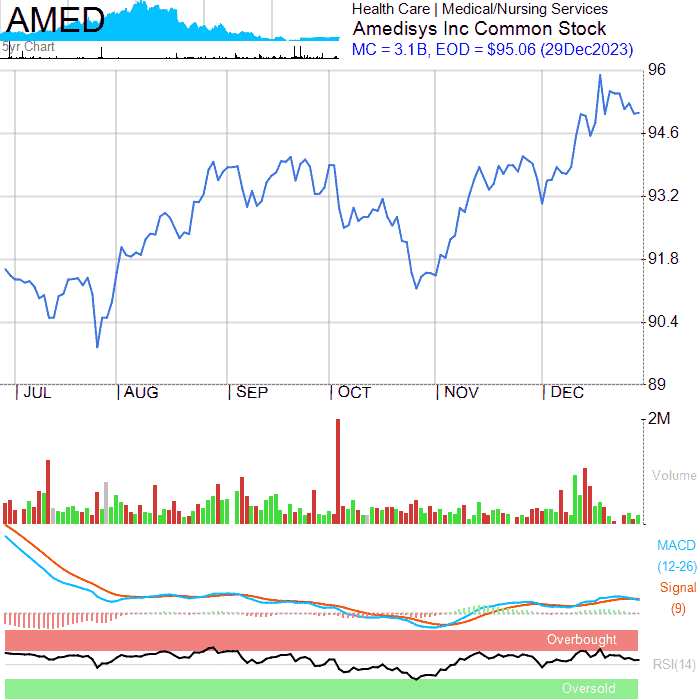 AMED
5yr Chart
Health Care | Medical/Nursing Services
Amedisys Inc Common Stock
MC = 3.1B, EOD = $95.06 (29Dec2023)
96
94.6
93.2
91.8
90.4
89
| JUL | AUG | SEP | OCT | NOV | DEC
2M
Volume
MACD
(12-26)
Signal
(9)
Overbought
RSI(14)
Oversold